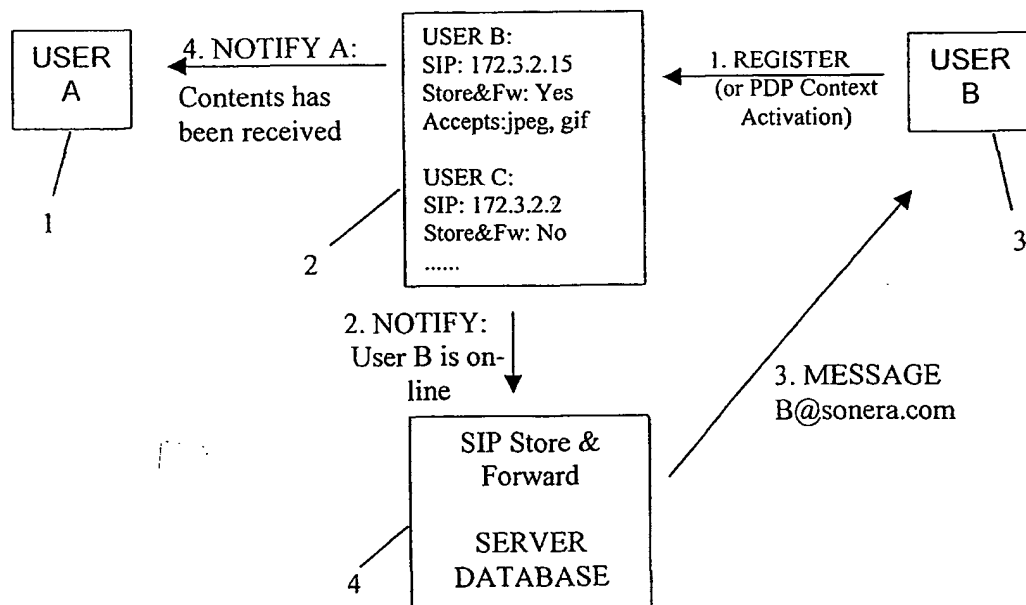 USER
A
1
4. NOTIFY A:
Contents has
been received
USER B:
SIP: 172.3.2.15
Store&Fw: Yes
Accepts:jpeg, gif
USER C:
SIP: 172.3.2.2
Store&Fw: No
......
2
1. REGISTER
(or PDP Context
Activation)
USER
B
3
2. NOTIFY:
User B is on-
line
3. MESSAGE
B@sonera.com
SIP Store &
Forward
SERVER
DATABASE
4